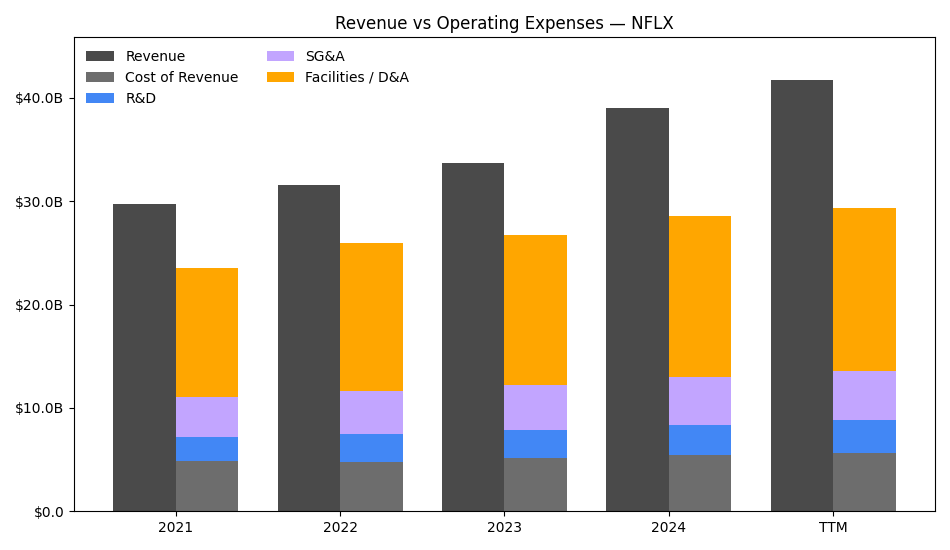 Revenue vs Operating Expenses — NFLX
Revenue
Cost of Revenue
R&D
SG&A
Facilities / D&A
$40.0B
$30.0B
$20.0B
$10.0B
$0.0
2021
2022
2023
2024
TTM